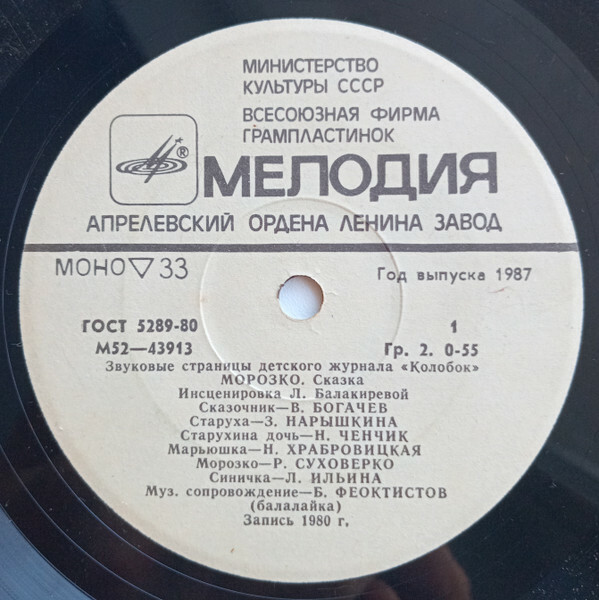 МИНИСТЕРСТВО
КУЛЬТУРЫ СССР
ВСЕСОЮЗНАЯ ФИРМА
ГРАМПЛАСТИНОК
® МЕЛОДИЯ
АПРЕЛЕВСКИЙ ОРДЕНА ЛЕНИНА ЗАВОД
МОНО ▽ 33 Год выпуска 1987
ГОСТ 5289-80 1
М52—43913 Гр. 2. 0-55
Звуковые страницы детского журнала «Колобок»
МОРОЗКО. Сказка
Инсценировка Л. Балакиревой
Сказочник—В. БОГАЧЕВ
Старуха—З. НАРЫШКИНА
Старухина дочь—Н. ЧЕНЧИК
Марьюшка—Н. ХРАБРОВИЦКАЯ
Морозко—Р. СУХОВЕРКО
Синичка—Л. ИЛЬИНА
Муз. сопровождение—Б. ФЕОКТИСТОВ
(балалайка)
Запись 1980 г.